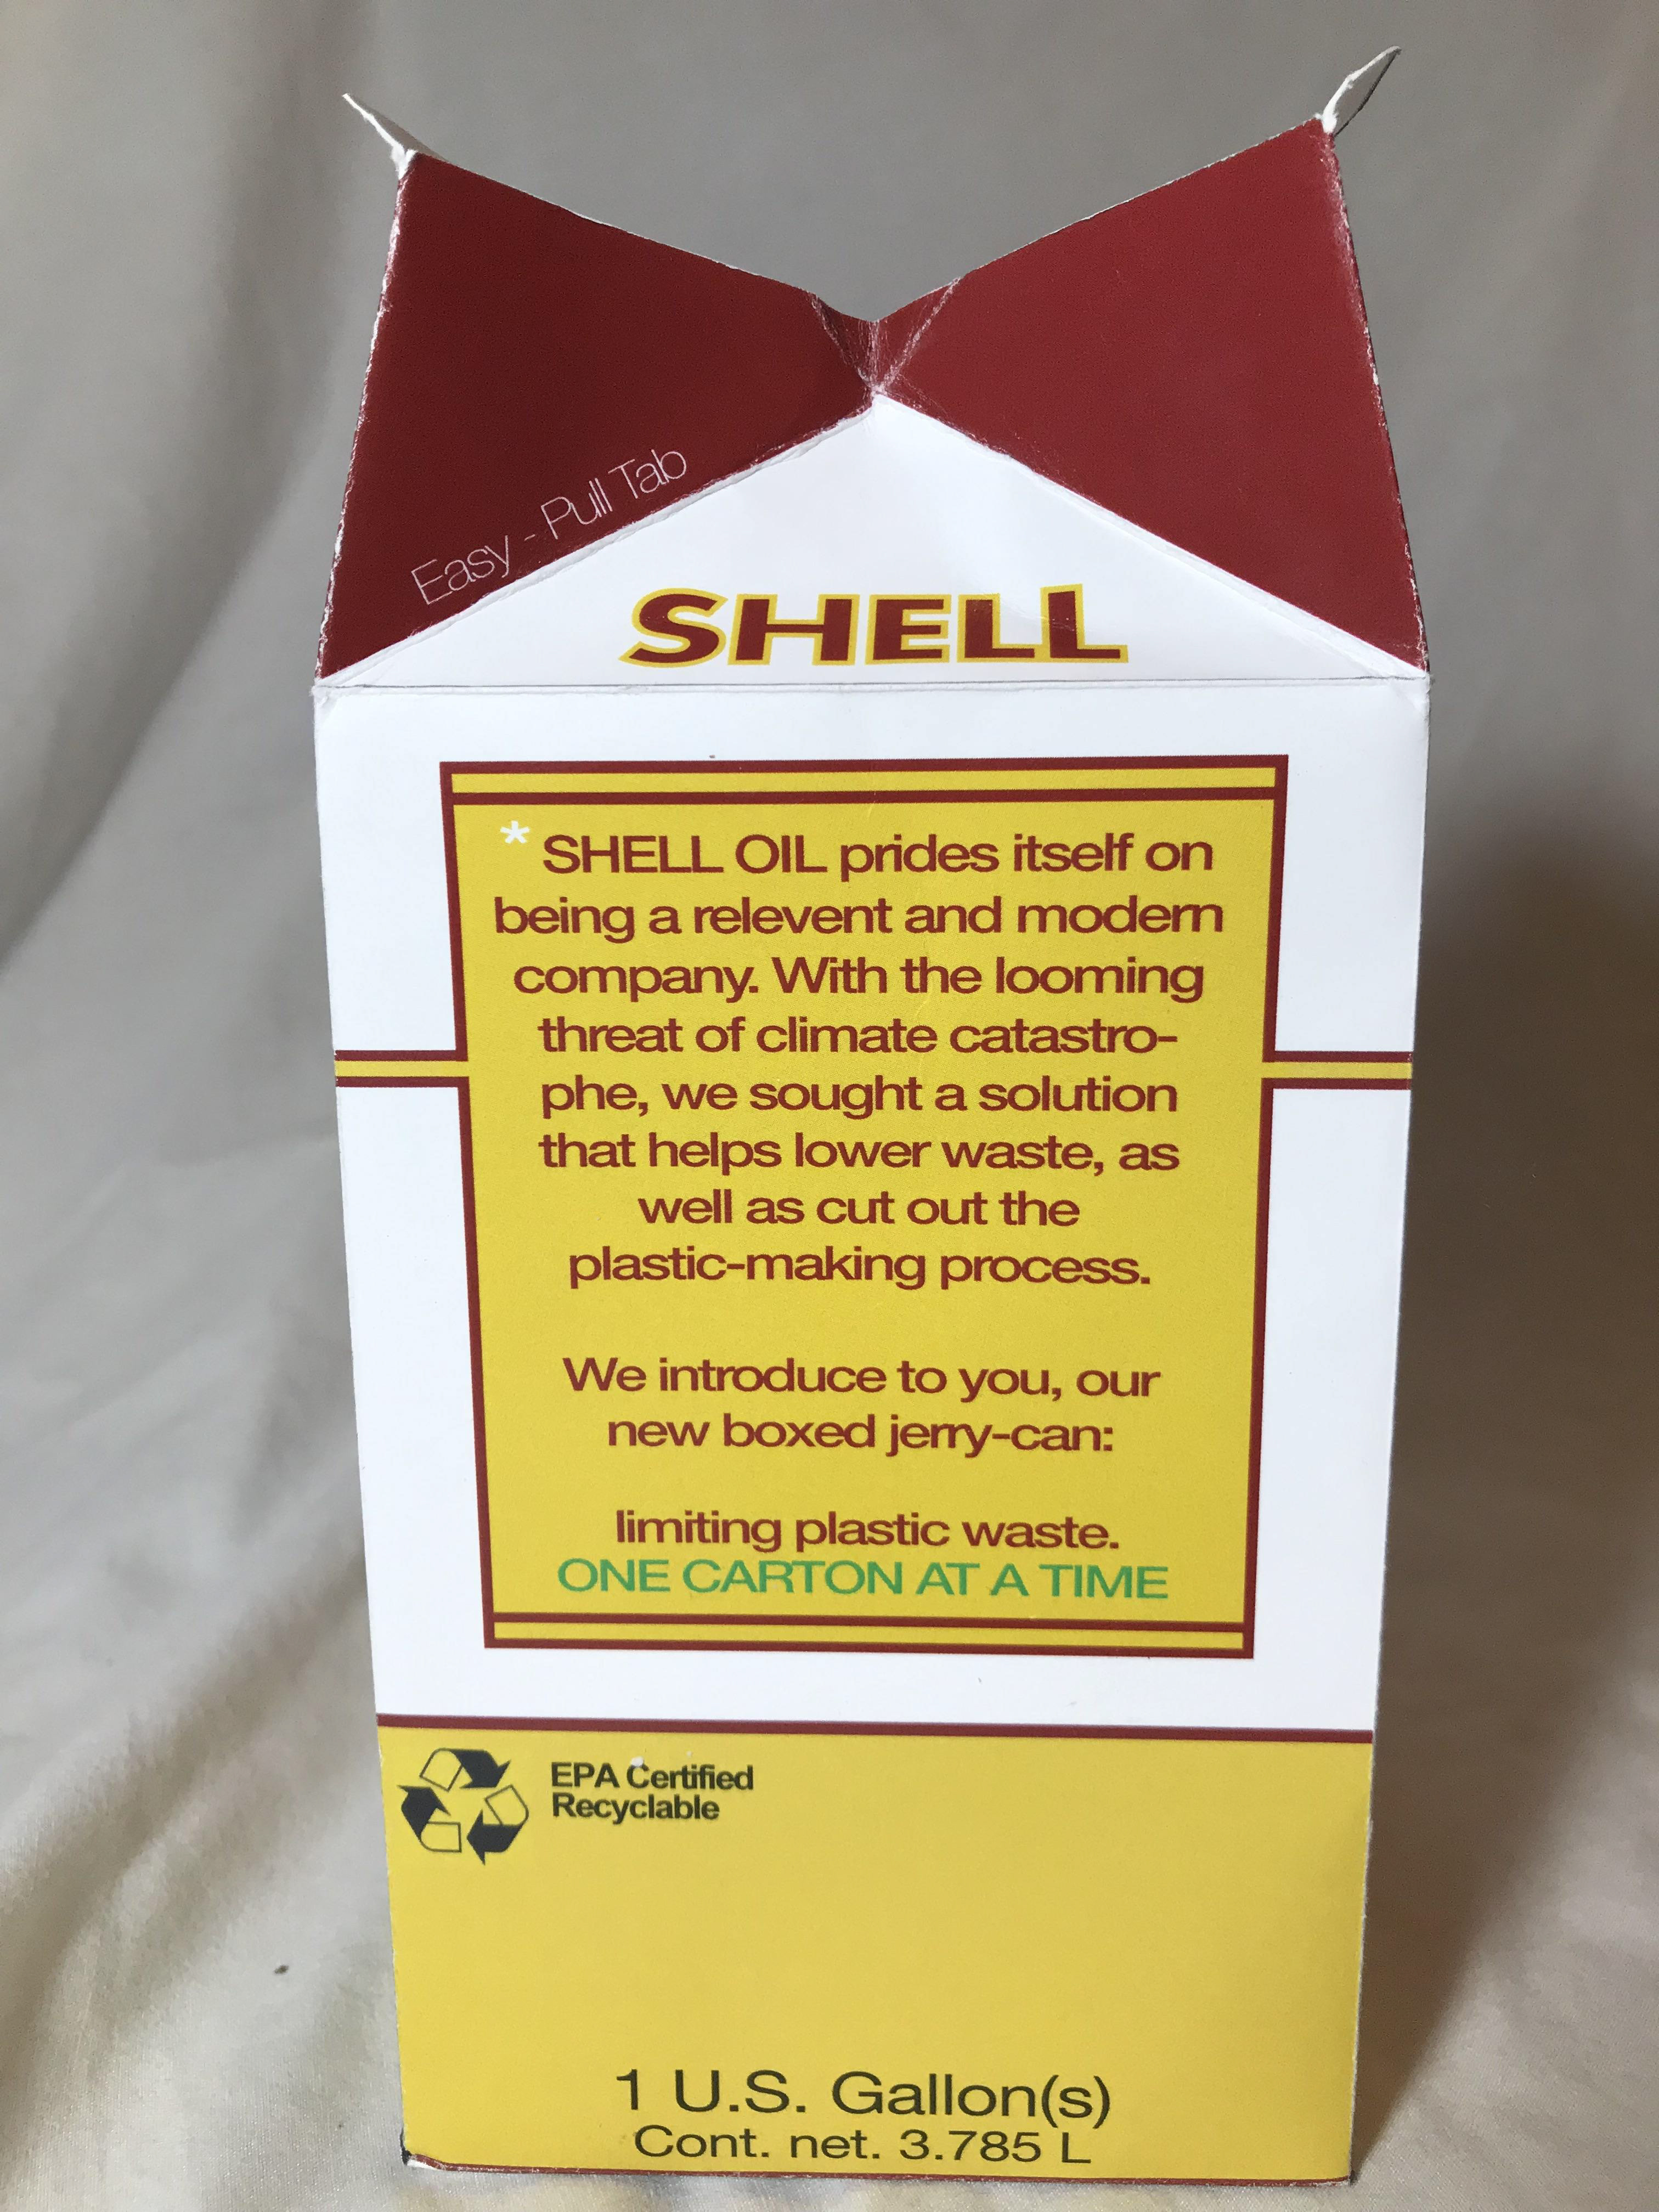 Easy - Pull Tab
SHELL
* SHELL OIL prides itself on
being a relevent and modern
company. With the looming
threat of climate catastro-
phe, we sought a solution
that helps lower waste, as
well as cut out the
plastic-making process.
We introduce to you, our
new boxed jerry-can:
limiting plastic waste.
ONE CARTON AT A TIME
EPA Certified
Recyclable
1 U.S. Gallon(s)
Cont. net. 3.785 L